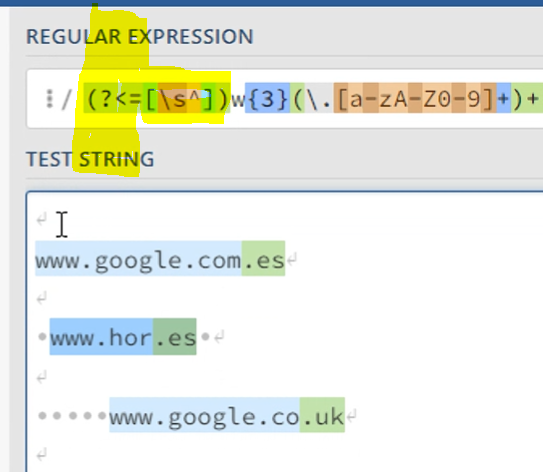 REGULAR EXPRESSION
/ (?<=[\s^])w{3}(\.[a-zA-Z0-9]+)+
TEST STRING
www.google.com.es
www.hor.es
www.google.co.uk